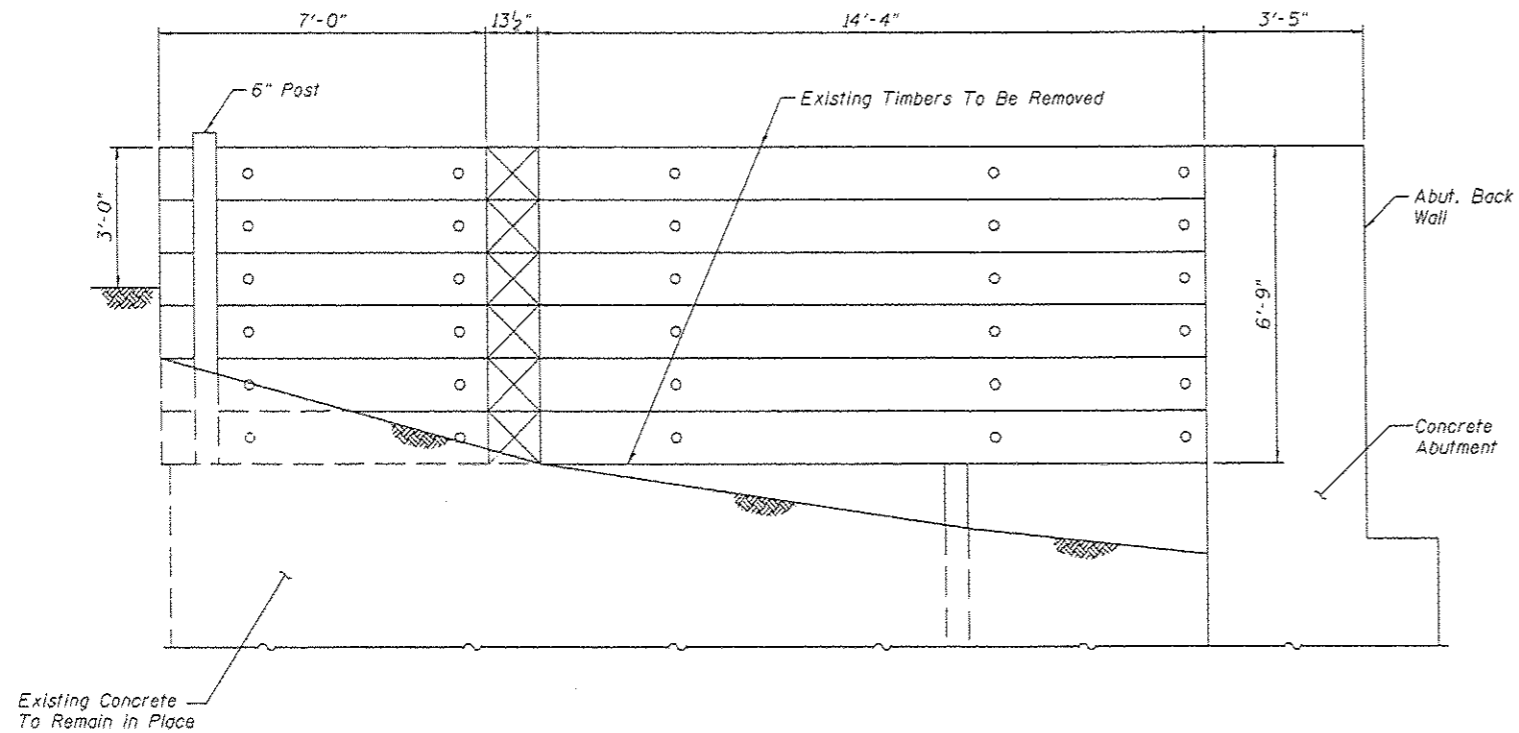 7'-0" 13½" 14'-4" 3'-5"
6" Post
Existing Timbers To Be Removed
3'-0"
Abut. Back
Wall
6'-9"
Concrete
Abutment
Existing Concrete
To Remain in Place